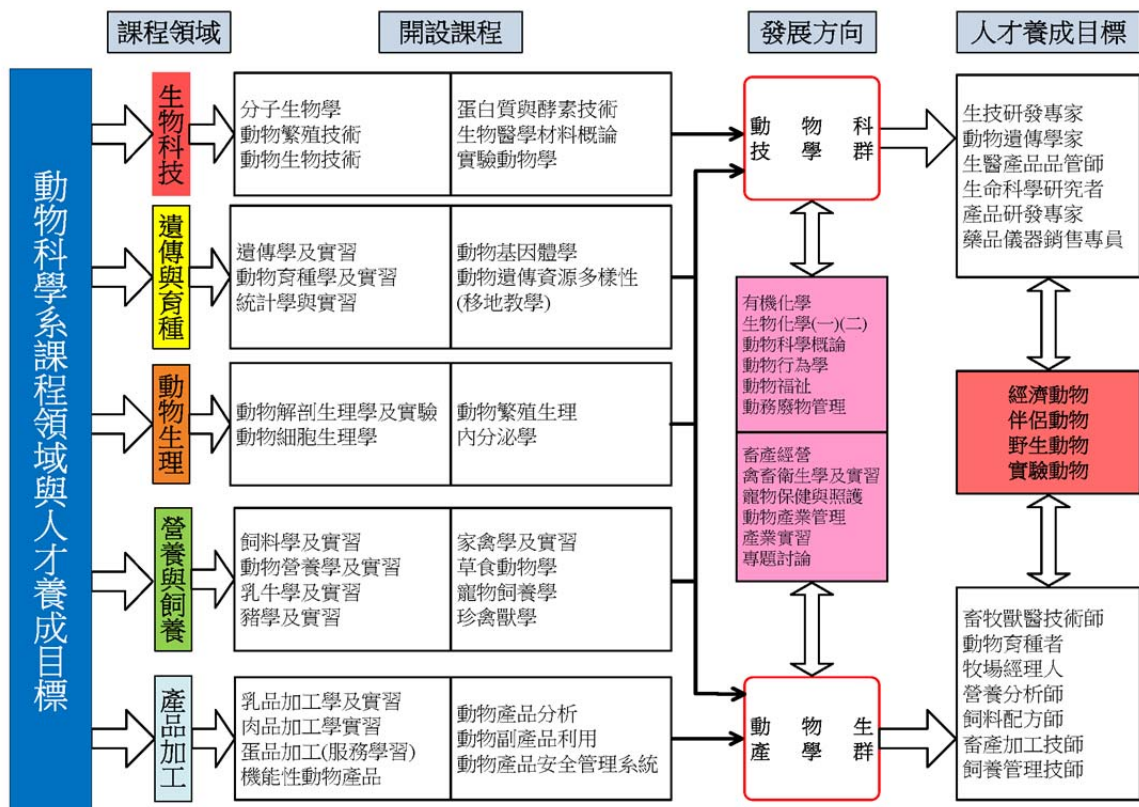 課程領域
開設課程
發展方向
人才養成目標
動物科學系課程領域與人才養成目標
生物科技
分子生物學
動物繁殖技術
動物生物技術
蛋白質與酵素技術
生物醫學材料概論
實驗動物學
遺傳與育種
遺傳學及實習
動物育種學及實習
統計學與實習
動物基因體學
動物遺傳資源多樣性
(移地教學)
動物生理
動物解剖生理學及實驗
動物細胞生理學
動物繁殖生理
內分泌學
營養與飼養
飼料學及實習
動物營養學及實習
乳牛學及實習
豬學及實習
家禽學及實習
草食動物學
寵物飼養學
珍禽獸學
產品加工
乳品加工學及實習
肉品加工學實習
蛋品加工(服務學習)
機能性動物產品
動物產品分析
動物副產品利用
動物產品安全管理系統
動物科
技學群
有機化學
生物化學(一)(二)
動物科學概論
動物行為學
動物福祉
動務廢物管理
畜產經營
禽畜衛生學及實習
寵物保健與照護
動物產業管理
產業實習
專題討論
動物生
產學群
生技研發專家
動物遺傳學家
生醫產品品管師
生命科學研究者
產品研發專家
藥品儀器銷售專員
經濟動物
伴侶動物
野生動物
實驗動物
畜牧獸醫技術師
動物育種者
牧場經理人
營養分析師
飼料配方師
畜產加工技師
飼養管理技師